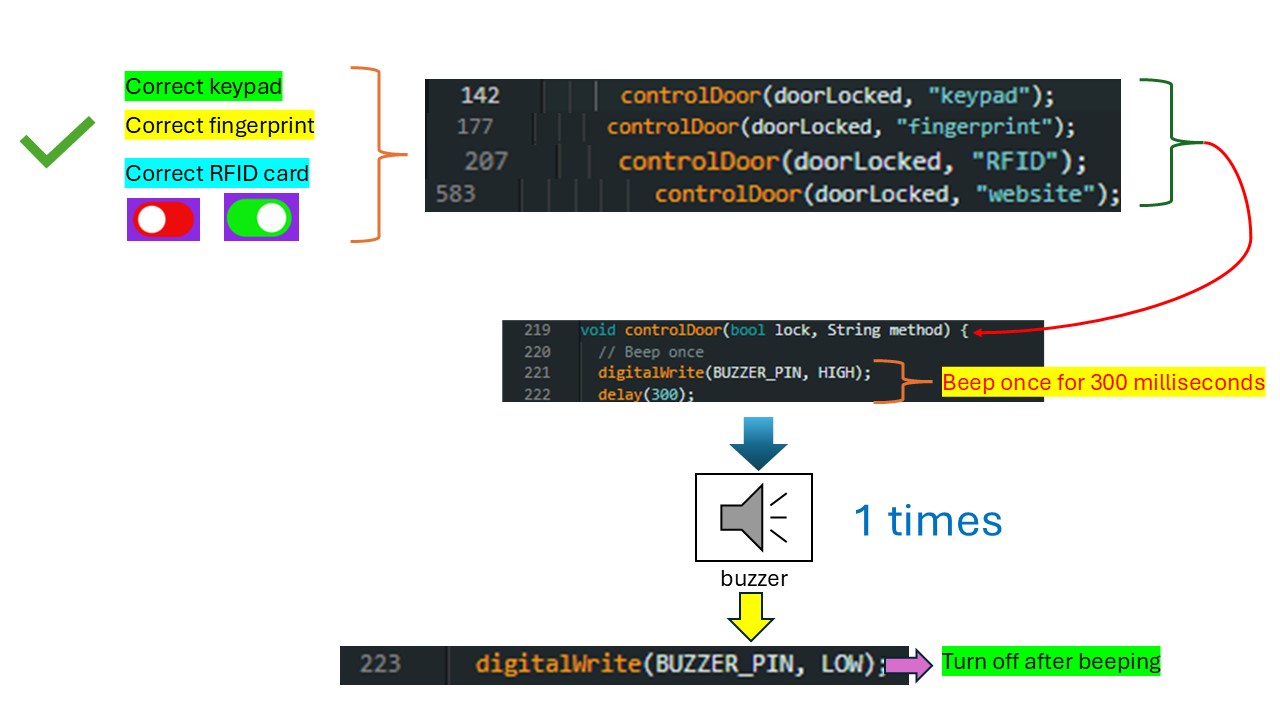 Correct keypad
Correct fingerprint
Correct RFID card
142 controlDoor(doorLocked, "keypad");
177 controlDoor(doorLocked, "fingerprint");
207 controlDoor(doorLocked, "RFID");
583 controlDoor(doorLocked, "website");
219 void controlDoor(bool lock, String method) {
220 // Beep once
221 digitalWrite(BUZZER_PIN, HIGH);
222 delay(300);
Beep once for 300 milliseconds
1 times
buzzer
223 digitalWrite(BUZZER_PIN, LOW);
Turn off after beeping